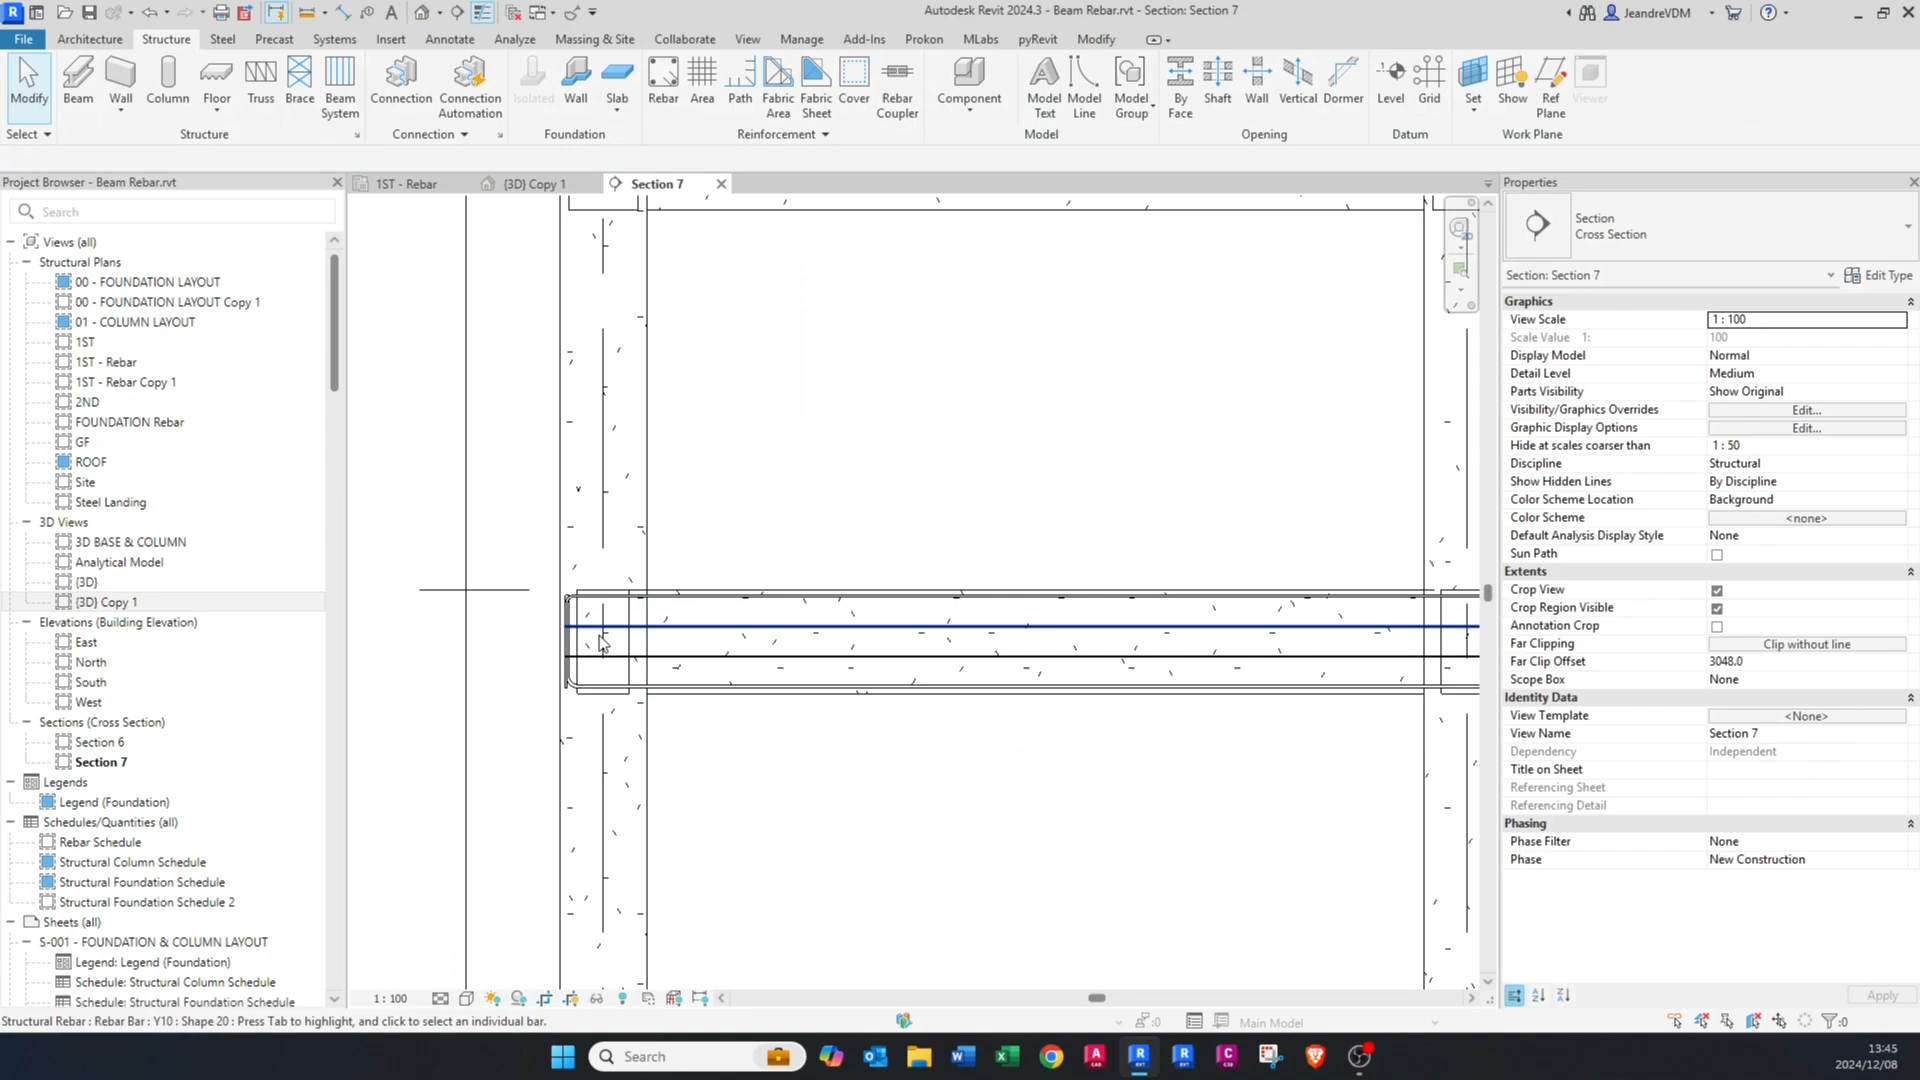 Autodesk Revit 2024.3 - Beam Rebar.rvt - Section: Section 7
JeandreVDM
File Architecture Structure Steel Precast Systems Insert Annotate Analyze Massing & Site Collaborate View Manage Add-Ins Prokon MLabs pyRevit Modify
Modify Beam Wall Column Floor Truss Brace Beam System Connection Connection Automation Isolated Wall Slab Rebar Area Path Fabric Area Fabric Sheet Cover Rebar Coupler Component Model Text Model Line Model Group By Face Shaft Wall Vertical Dormer Level Grid Set Show Ref Plane Viewer
Select Structure Connection Foundation Reinforcement Model Opening Datum Work Plane
Project Browser - Beam Rebar.rvt
Search
Views (all)
Structural Plans
00 - FOUNDATION LAYOUT
00 - FOUNDATION LAYOUT Copy 1
01 - COLUMN LAYOUT
1ST
1ST - Rebar
1ST - Rebar Copy 1
2ND
FOUNDATION Rebar
GF
ROOF
Site
Steel Landing
3D Views
3D BASE & COLUMN
Analytical Model
{3D}
{3D} Copy 1
Elevations (Building Elevation)
East
North
South
West
Sections (Cross Section)
Section 6
Section 7
Legends
Legend (Foundation)
Schedules/Quantities (all)
Rebar Schedule
Structural Column Schedule
Structural Foundation Schedule
Structural Foundation Schedule 2
Sheets (all)
S-001 - FOUNDATION & COLUMN LAYOUT
Legend: Legend (Foundation)
Schedule: Structural Column Schedule
Schedule: Structural Foundation Schedule
1ST - Rebar {3D} Copy 1 Section 7
1 : 100
Properties
Section
Cross Section
Section: Section 7 Edit Type
Graphics
View Scale 1 : 100
Scale Value 1: 100
Display Model Normal
Detail Level Medium
Parts Visibility Show Original
Visibility/Graphics Overrides Edit...
Graphic Display Options Edit...
Hide at scales coarser than 1 : 50
Discipline Structural
Show Hidden Lines By Discipline
Color Scheme Location Background
Color Scheme <none>
Default Analysis Display Style None
Sun Path
Extents
Crop View
Crop Region Visible
Annotation Crop
Far Clipping Clip without line
Far Clip Offset 3048.0
Scope Box None
Identity Data
View Template <None>
View Name Section 7
Dependency Independent
Title on Sheet
Referencing Sheet
Referencing Detail
Phasing
Phase Filter None
Phase New Construction
Apply
Structural Rebar : Rebar Bar : Y10 : Shape 20 : Press Tab to highlight, and click to select an individual bar.
:0 Main Model :0
Search
13:45
2024/12/08